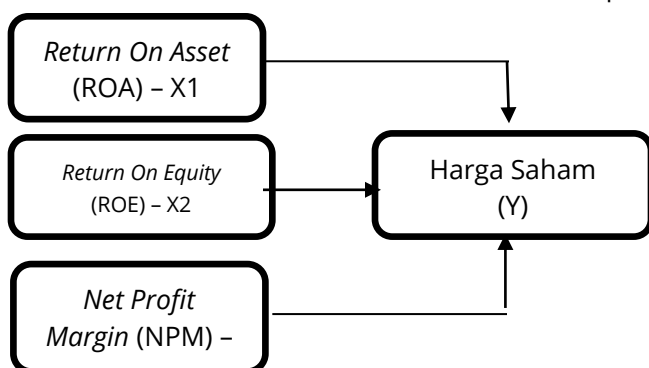 Return On Asset
(ROA) – X1
Return On Equity
(ROE) – X2
Harga Saham
(Y)
Net Profit
Margin (NPM) –